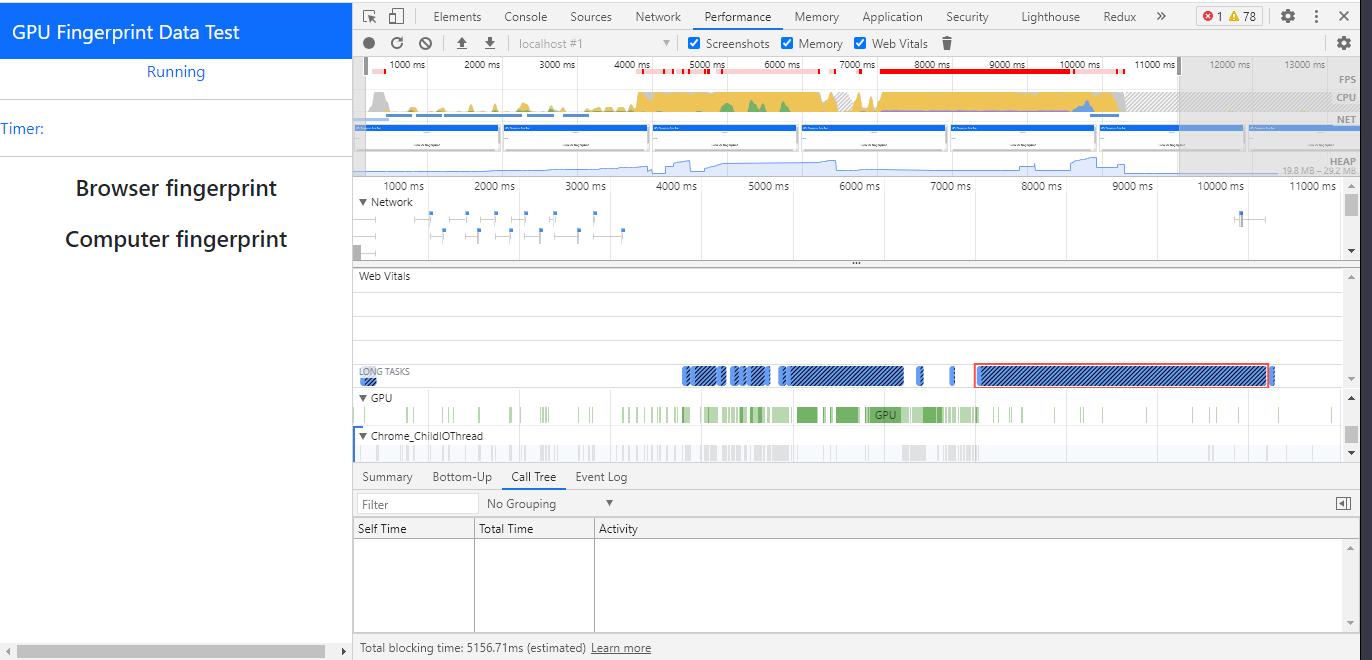 GPU Fingerprint Data Test
Running
Timer:
Browser fingerprint
Computer fingerprint
Elements Console Sources Network Performance Memory Application Security Lighthouse Redux » 1 78
localhost #1 Screenshots Memory Web Vitals
1000 ms 2000 ms 3000 ms 4000 ms 5000 ms 6000 ms 7000 ms 8000 ms 9000 ms 10000 ms 11000 ms 12000 ms 13000 ms
FPS
CPU
NET
HEAP
19.8 MB – 29.2 MB
1000 ms 2000 ms 3000 ms 4000 ms 5000 ms 6000 ms 7000 ms 8000 ms 9000 ms 10000 ms 11000 ms
Network
Web Vitals
LONG TASKS
GPU
GPU
Chrome_ChildIOThread
Summary Bottom-Up Call Tree Event Log
Filter No Grouping
Self Time Total Time Activity
Total blocking time: 5156.71ms (estimated) Learn more